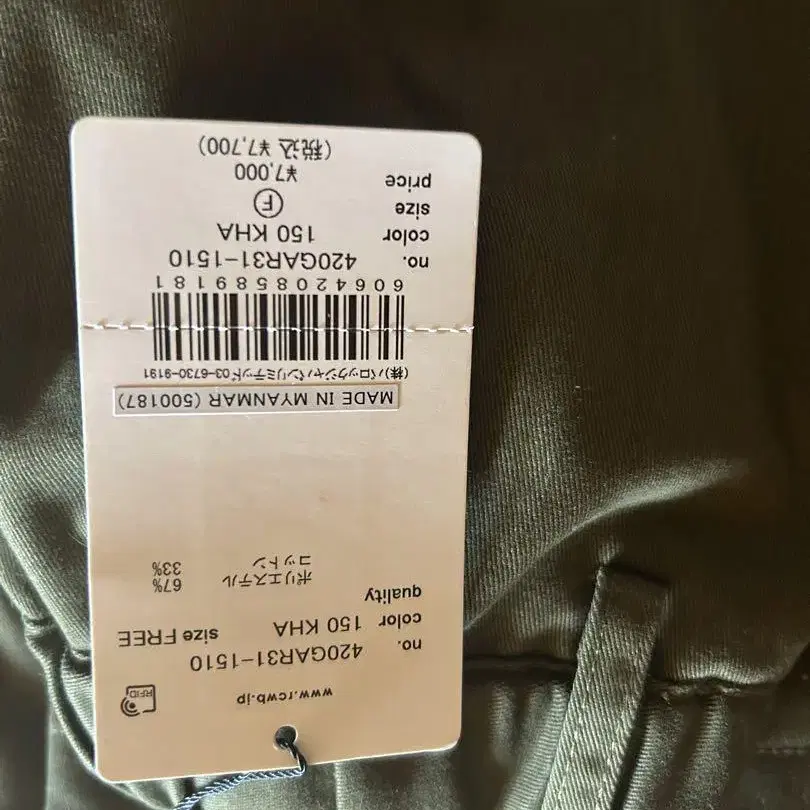 www.rcwb.jp
RFID
no. 420GAR31-1510
color 150 KHA size FREE
quality
ポリエステル 67%
コットン 33%
MADE IN MYANMAR (500187)
(株)バロックジャパンリミテッド 03-6730-9191
6064208589181
no. 420GAR31-1510
color 150 KHA
size F
price ¥7,000
(税込 ¥7,700)